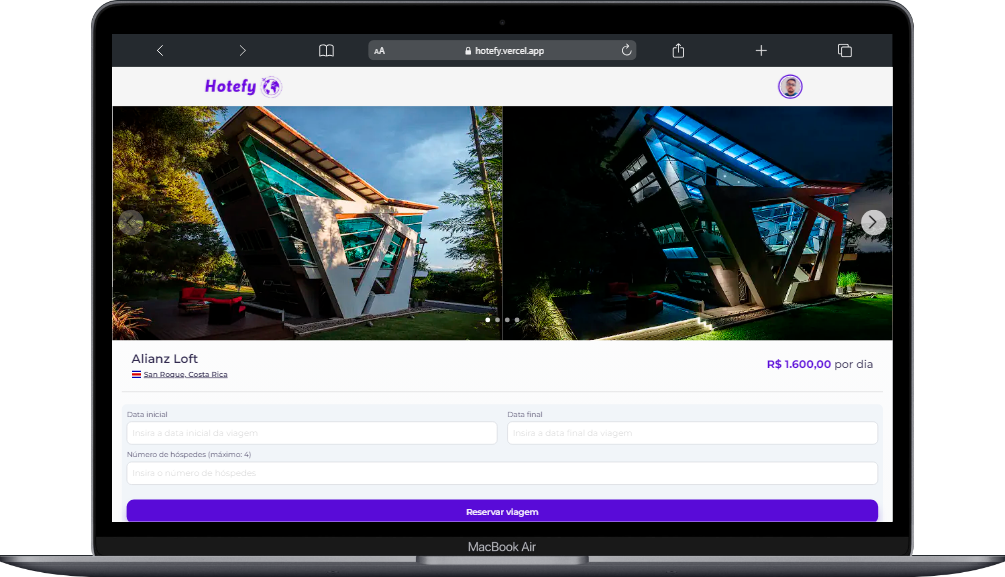 AA
hotefy.vercel.app
Hotefy
Alianz Loft
San Roque, Costa Rica
R$ 1.600,00 por dia
Data inicial
Data final
Insira a data inicial da viagem
Insira a data final da viagem
Número de hóspedes (máximo: 4)
Insira o número de hóspedes
Reservar viagem
MacBook Air